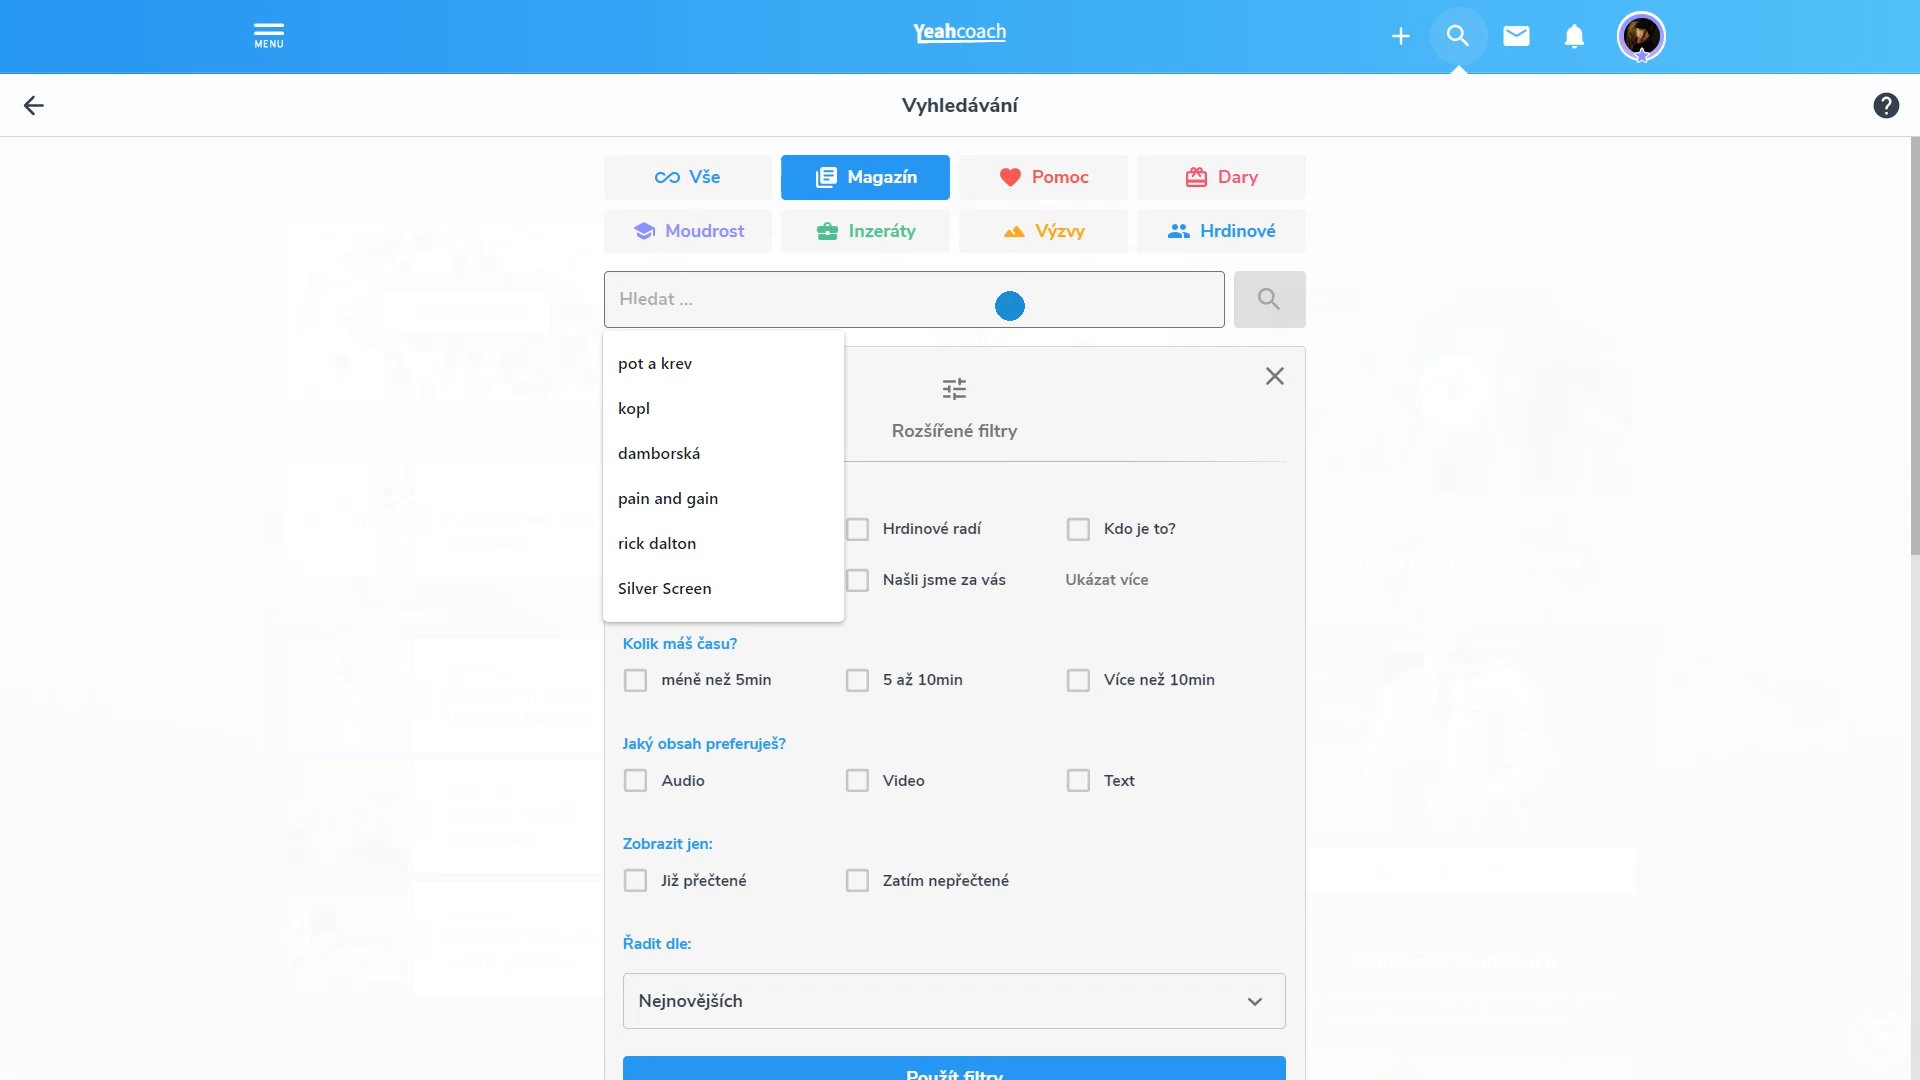 MENU
Yeahcoach
Vyhledávání
Vše
Magazín
Pomoc
Dary
Moudrost
Inzeráty
Výzvy
Hrdinové
Hledat ...
pot a krev
kopl
damborská
pain and gain
rick dalton
Silver Screen
Rozšířené filtry
Hrdinové radí
Kdo je to?
Našli jsme za vás
Ukázat více
Kolik máš času?
méně než 5min
5 až 10min
Více než 10min
Jaký obsah preferuješ?
Audio
Video
Text
Zobrazit jen:
Již přečtené
Zatím nepřečtené
Řadit dle:
Nejnovějších
Použít filtry